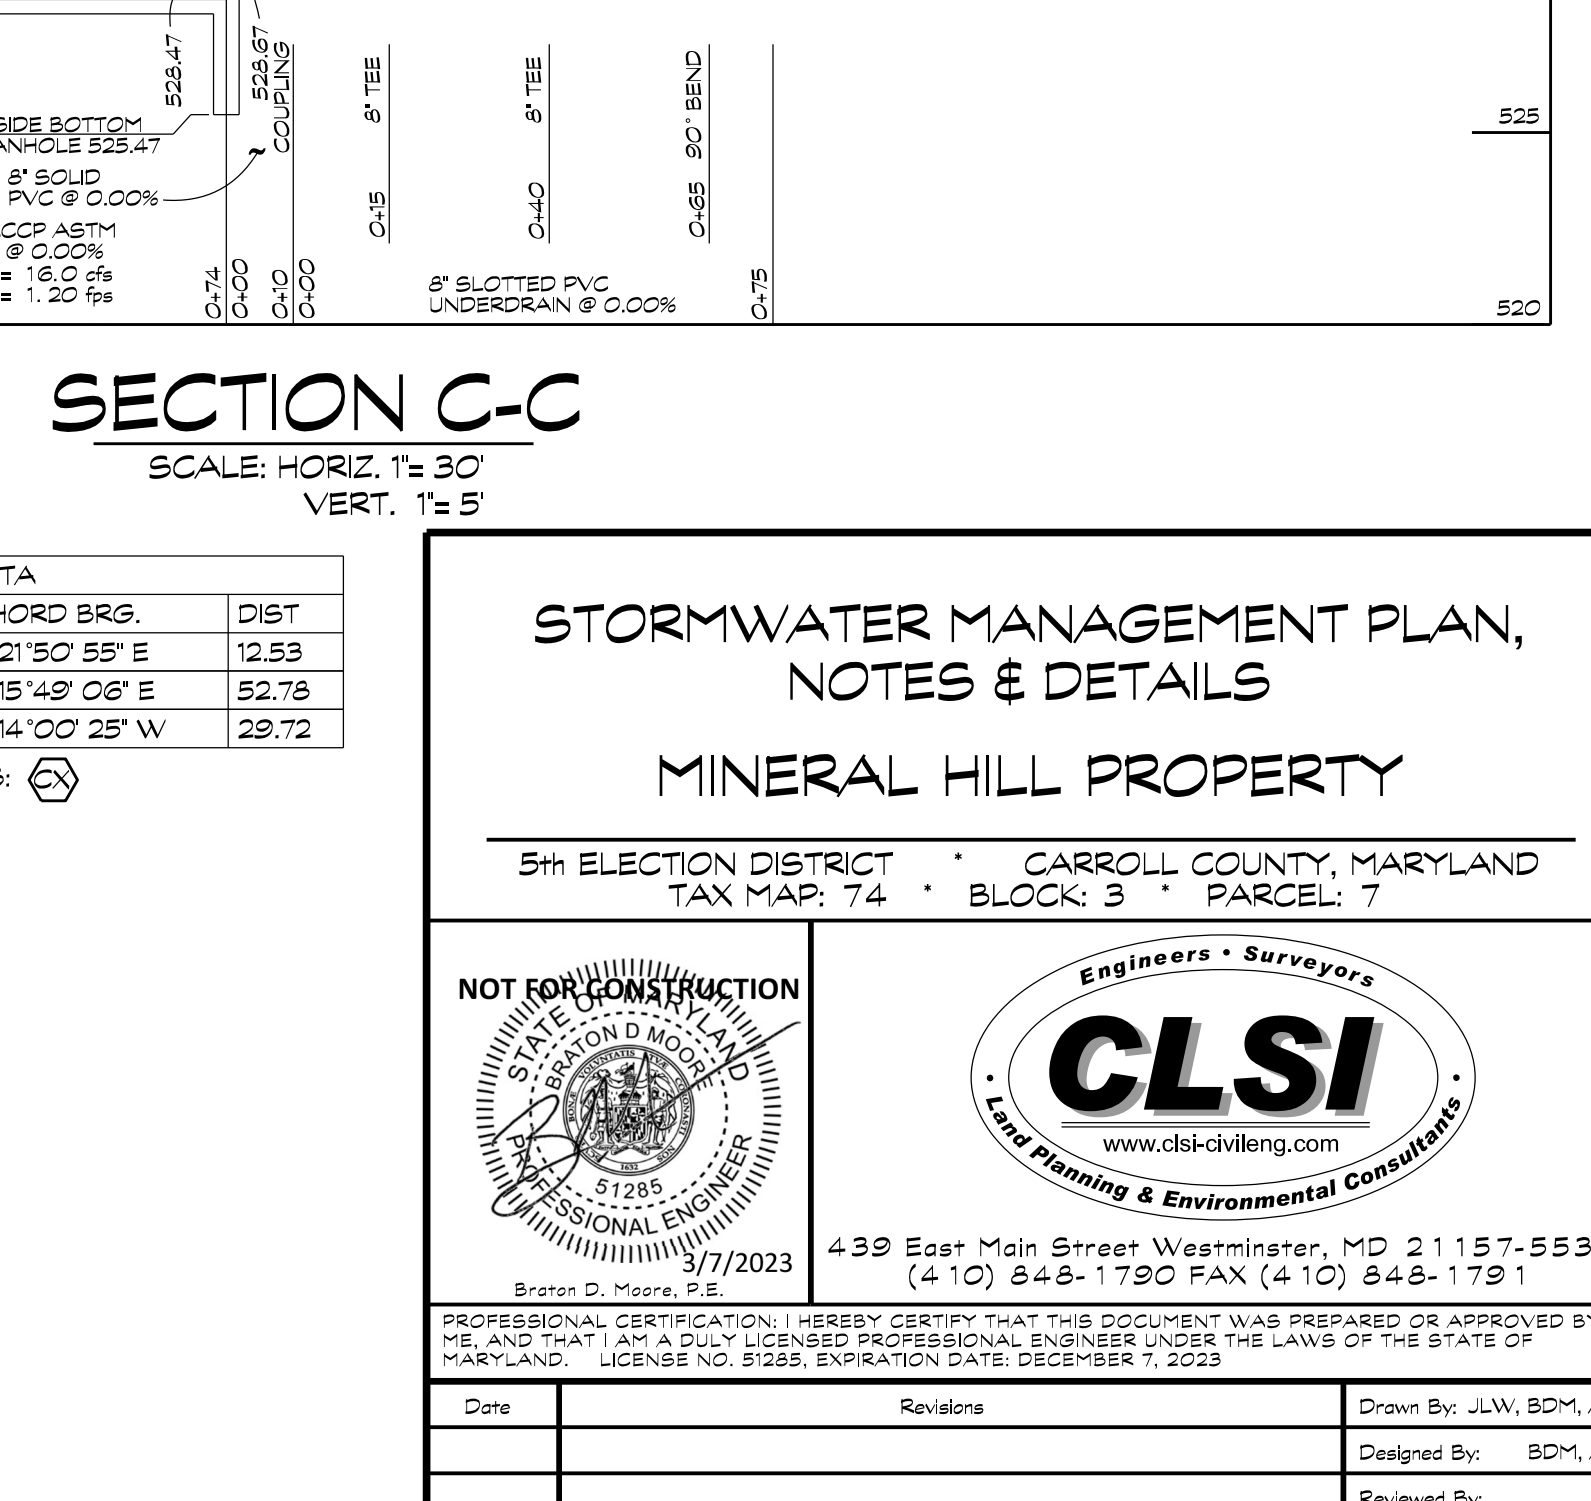 528.47
528.67
COUPLING
8" TEE
8" TEE
90° BEND
525
SIDE BOTTOM
ANHOLE 525.47
8" SOLID
PVC @ 0.00%
CCP ASTM
@ 0.00%
= 16.0 cfs
= 1.20 fps
0+74
0+00
0+10
0+00
0+15
0+40
0+65
8" SLOTTED PVC
UNDERDRAIN @ 0.00%
0+75
520
SECTION C-C
SCALE: HORIZ. 1"= 30'
VERT. 1"= 5'
TA
HORD BRG. DIST
21°50' 55" E 12.53
15°49' 06" E 52.78
14°00' 25" W 29.72
S: CX
STORMWATER MANAGEMENT PLAN,
NOTES & DETAILS
MINERAL HILL PROPERTY
5th ELECTION DISTRICT * CARROLL COUNTY, MARYLAND
TAX MAP: 74 * BLOCK: 3 * PARCEL: 7
NOT FOR CONSTRUCTION
STATE OF MARYLAND
BRATON D MOORE
1632
51285
PROFESSIONAL ENGINEER
3/7/2023
Braton D. Moore, P.E.
Engineers • Surveyors
CLSI
www.clsi-civileng.com
• Land Planning & Environmental Consultants •
439 East Main Street Westminster, MD 21157-553
(410) 848-1790 FAX (410) 848-1791
PROFESSIONAL CERTIFICATION: I HEREBY CERTIFY THAT THIS DOCUMENT WAS PREPARED OR APPROVED BY
ME, AND THAT I AM A DULY LICENSED PROFESSIONAL ENGINEER UNDER THE LAWS OF THE STATE OF
MARYLAND. LICENSE NO. 51285, EXPIRATION DATE: DECEMBER 7, 2023
Date Revisions Drawn By: JLW, BDM,
Designed By: BDM,
Reviewed By: